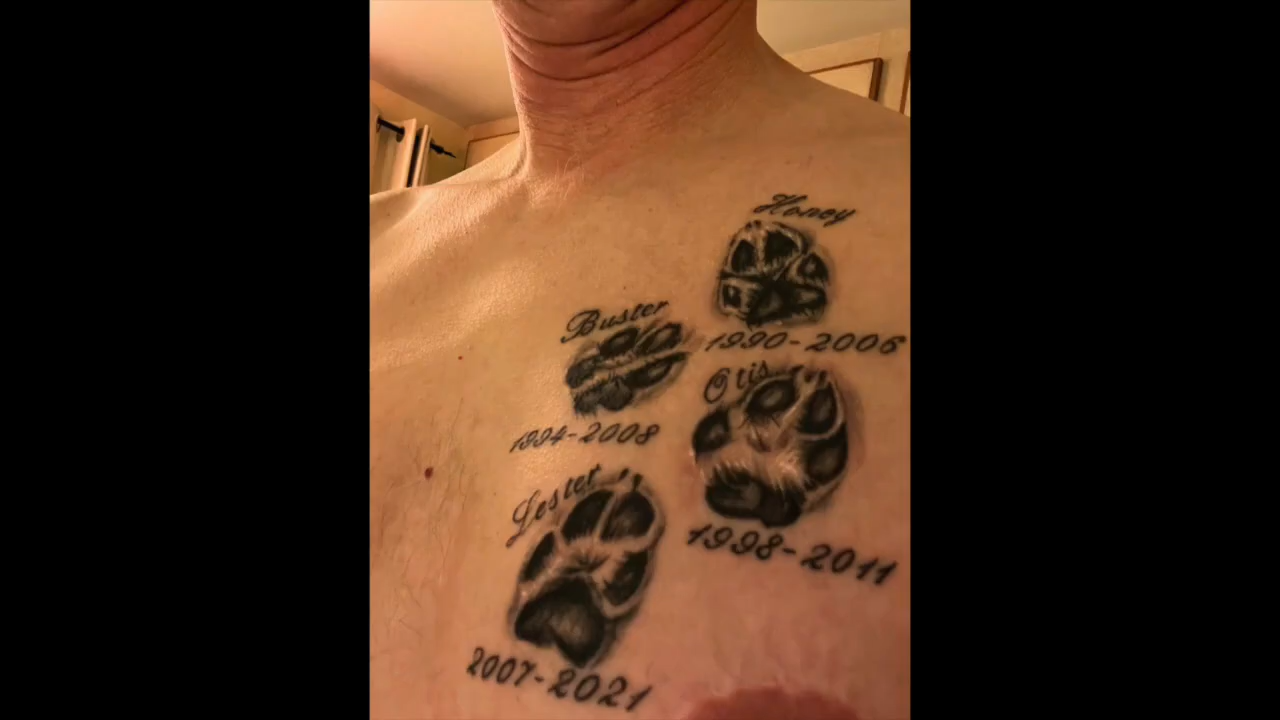 Honey
1990-2006
Buster
1994-2008
Otis
1998-2011
Lester
2007-2021